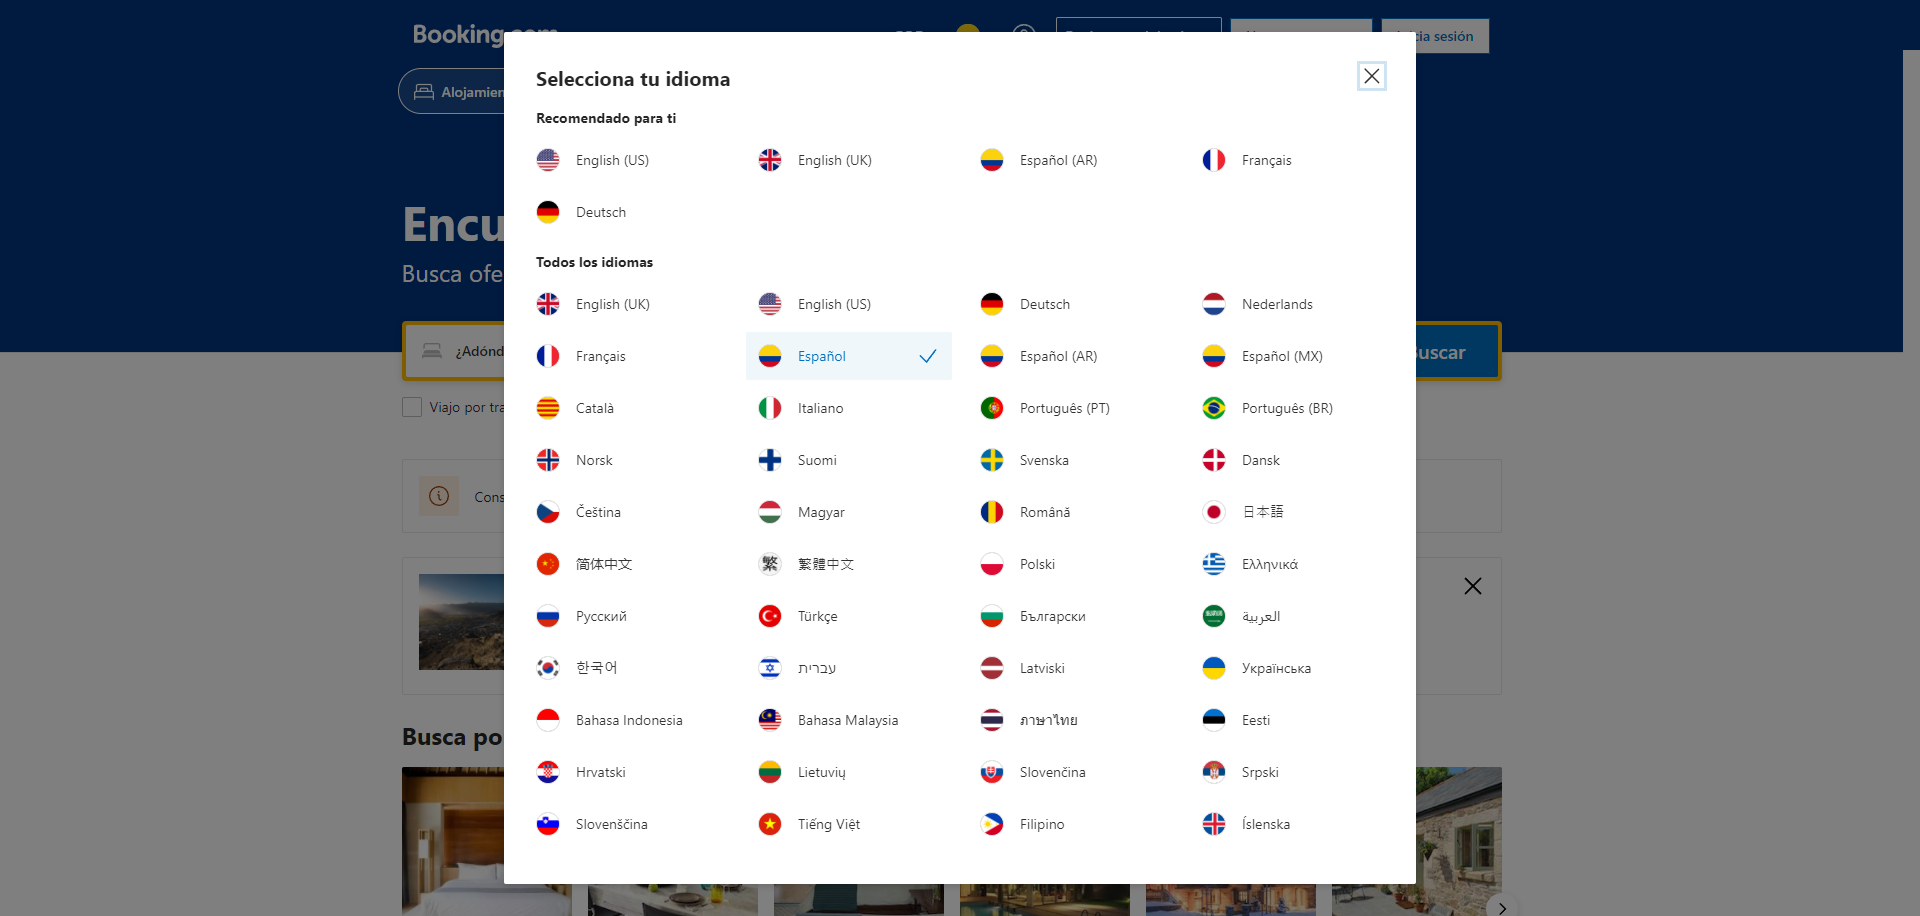 Booking.com
Inicia sesión
Selecciona tu idioma
Alojamien
Recomendado para ti
English (US)
English (UK)
Español (AR)
Français
Deutsch
Encu
Busca ofe
Todos los idiomas
English (UK)
English (US)
Deutsch
Nederlands
¿Adónd
Buscar
Français
Español
Español (AR)
Español (MX)
Viajo por tra
Català
Italiano
Português (PT)
Português (BR)
Norsk
Suomi
Svenska
Dansk
Cons
Čeština
Magyar
Română
日本語
简体中文
繁
繁體中文
Polski
Ελληνικά
Русский
Türkçe
Български
العربية
한국어
עברית
Latviski
Українська
Bahasa Indonesia
Bahasa Malaysia
ภาษาไทย
Eesti
Busca po
Hrvatski
Lietuvių
Slovenčina
Srpski
Slovenščina
Tiếng Việt
Filipino
Íslenska